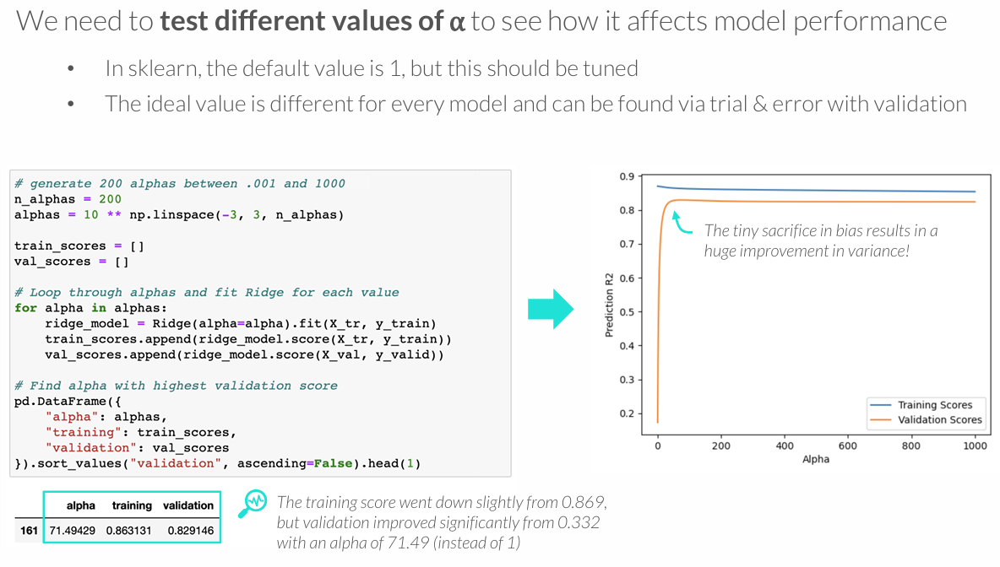 We need to test different values of α to see how it affects model performance
• In sklearn, the default value is 1, but this should be tuned
• The ideal value is different for every model and can be found via trial & error with validation
# generate 200 alphas between .001 and 1000
n_alphas = 200
alphas = 10 ** np.linspace(-3, 3, n_alphas)
train_scores = []
val_scores = []
# Loop through alphas and fit Ridge for each value
for alpha in alphas:
    ridge_model = Ridge(alpha=alpha).fit(X_tr, y_train)
    train_scores.append(ridge_model.score(X_tr, y_train))
    val_scores.append(ridge_model.score(X_val, y_valid))
# Find alpha with highest validation score
pd.DataFrame({
    "alpha": alphas,
    "training": train_scores,
    "validation": val_scores
}).sort_values("validation", ascending=False).head(1)
alpha training validation
161 71.49429 0.863131 0.829146
The training score went down slightly from 0.869,
but validation improved significantly from 0.332
with an alpha of 71.49 (instead of 1)
0.9
0.8
0.7
0.6
0.5
0.4
0.3
0.2
Prediction R2
The tiny sacrifice in bias results in a
huge improvement in variance!
Training Scores
Validation Scores
0 200 400 600 800 1000
Alpha